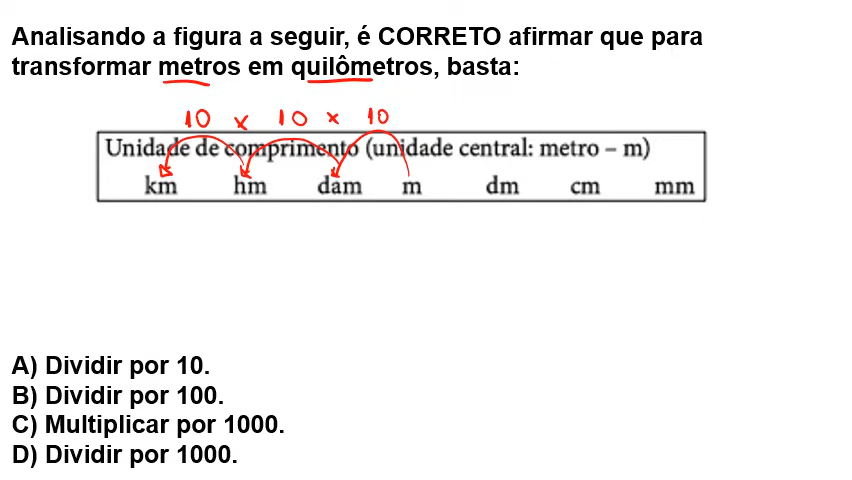 Analisando a figura a seguir, é CORRETO afirmar que para
transformar metros em quilômetros, basta:
10 x 10 x 10
Unidade de comprimento (unidade central: metro – m)
km hm dam m dm cm mm
A) Dividir por 10.
B) Dividir por 100.
C) Multiplicar por 1000.
D) Dividir por 1000.